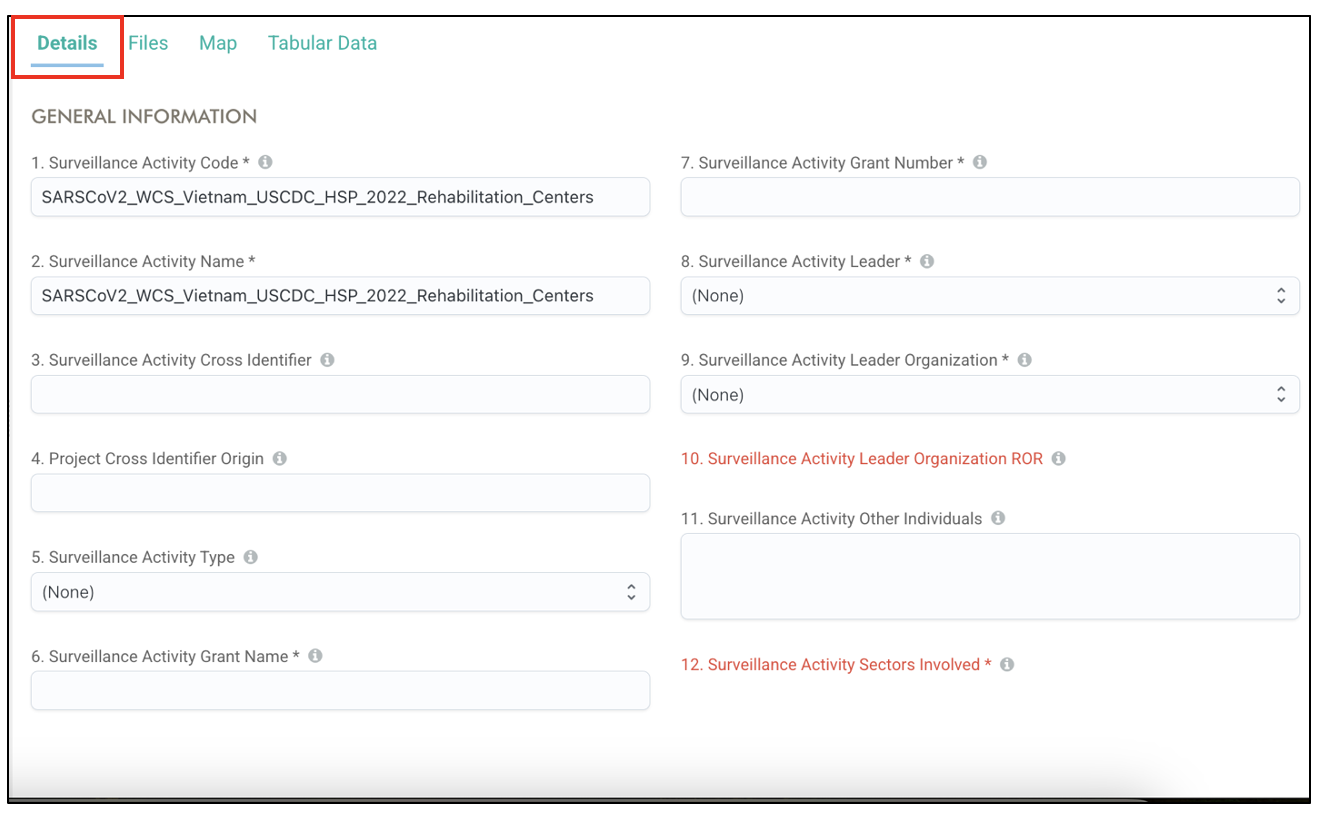 Details Files Map Tabular Data
GENERAL INFORMATION
1. Surveillance Activity Code *
SARSCoV2_WCS_Vietnam_USCDC_HSP_2022_Rehabilitation_Centers
2. Surveillance Activity Name *
SARSCoV2_WCS_Vietnam_USCDC_HSP_2022_Rehabilitation_Centers
3. Surveillance Activity Cross Identifier
4. Project Cross Identifier Origin
5. Surveillance Activity Type
(None)
6. Surveillance Activity Grant Name *
7. Surveillance Activity Grant Number *
8. Surveillance Activity Leader *
(None)
9. Surveillance Activity Leader Organization *
(None)
10. Surveillance Activity Leader Organization ROR
11. Surveillance Activity Other Individuals
12. Surveillance Activity Sectors Involved *